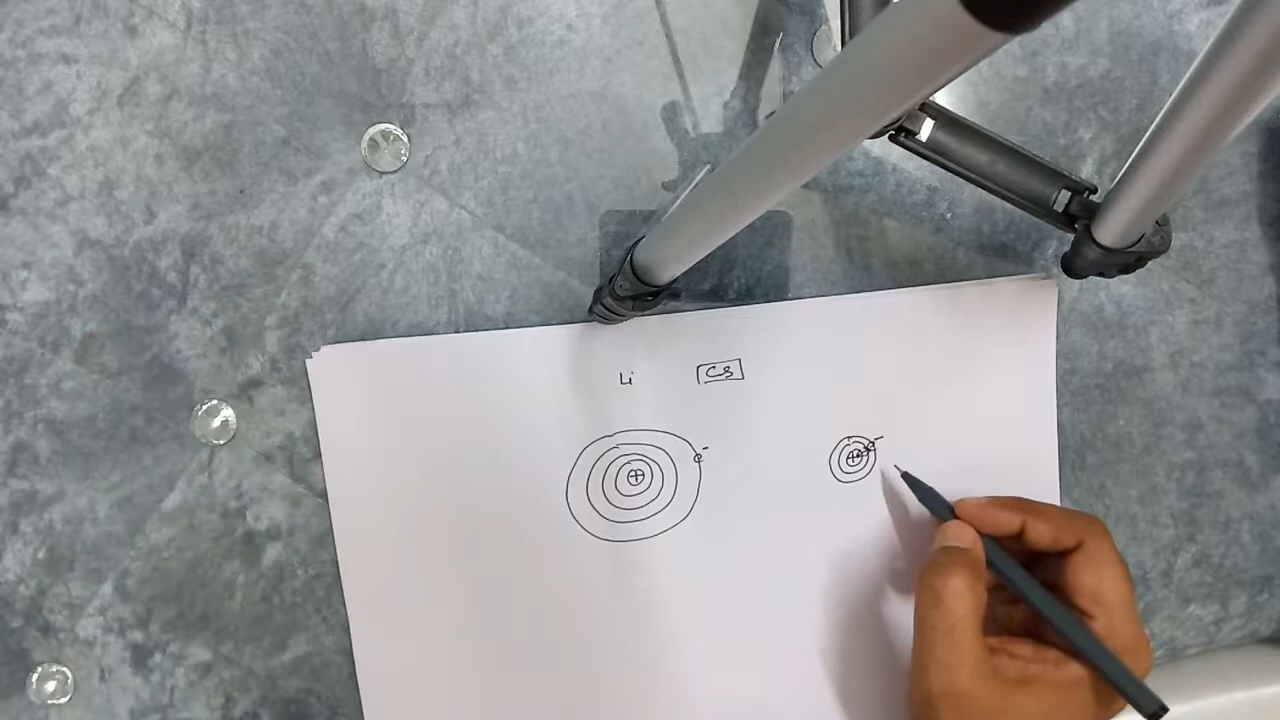 Li Cs
+ e-
+ e-